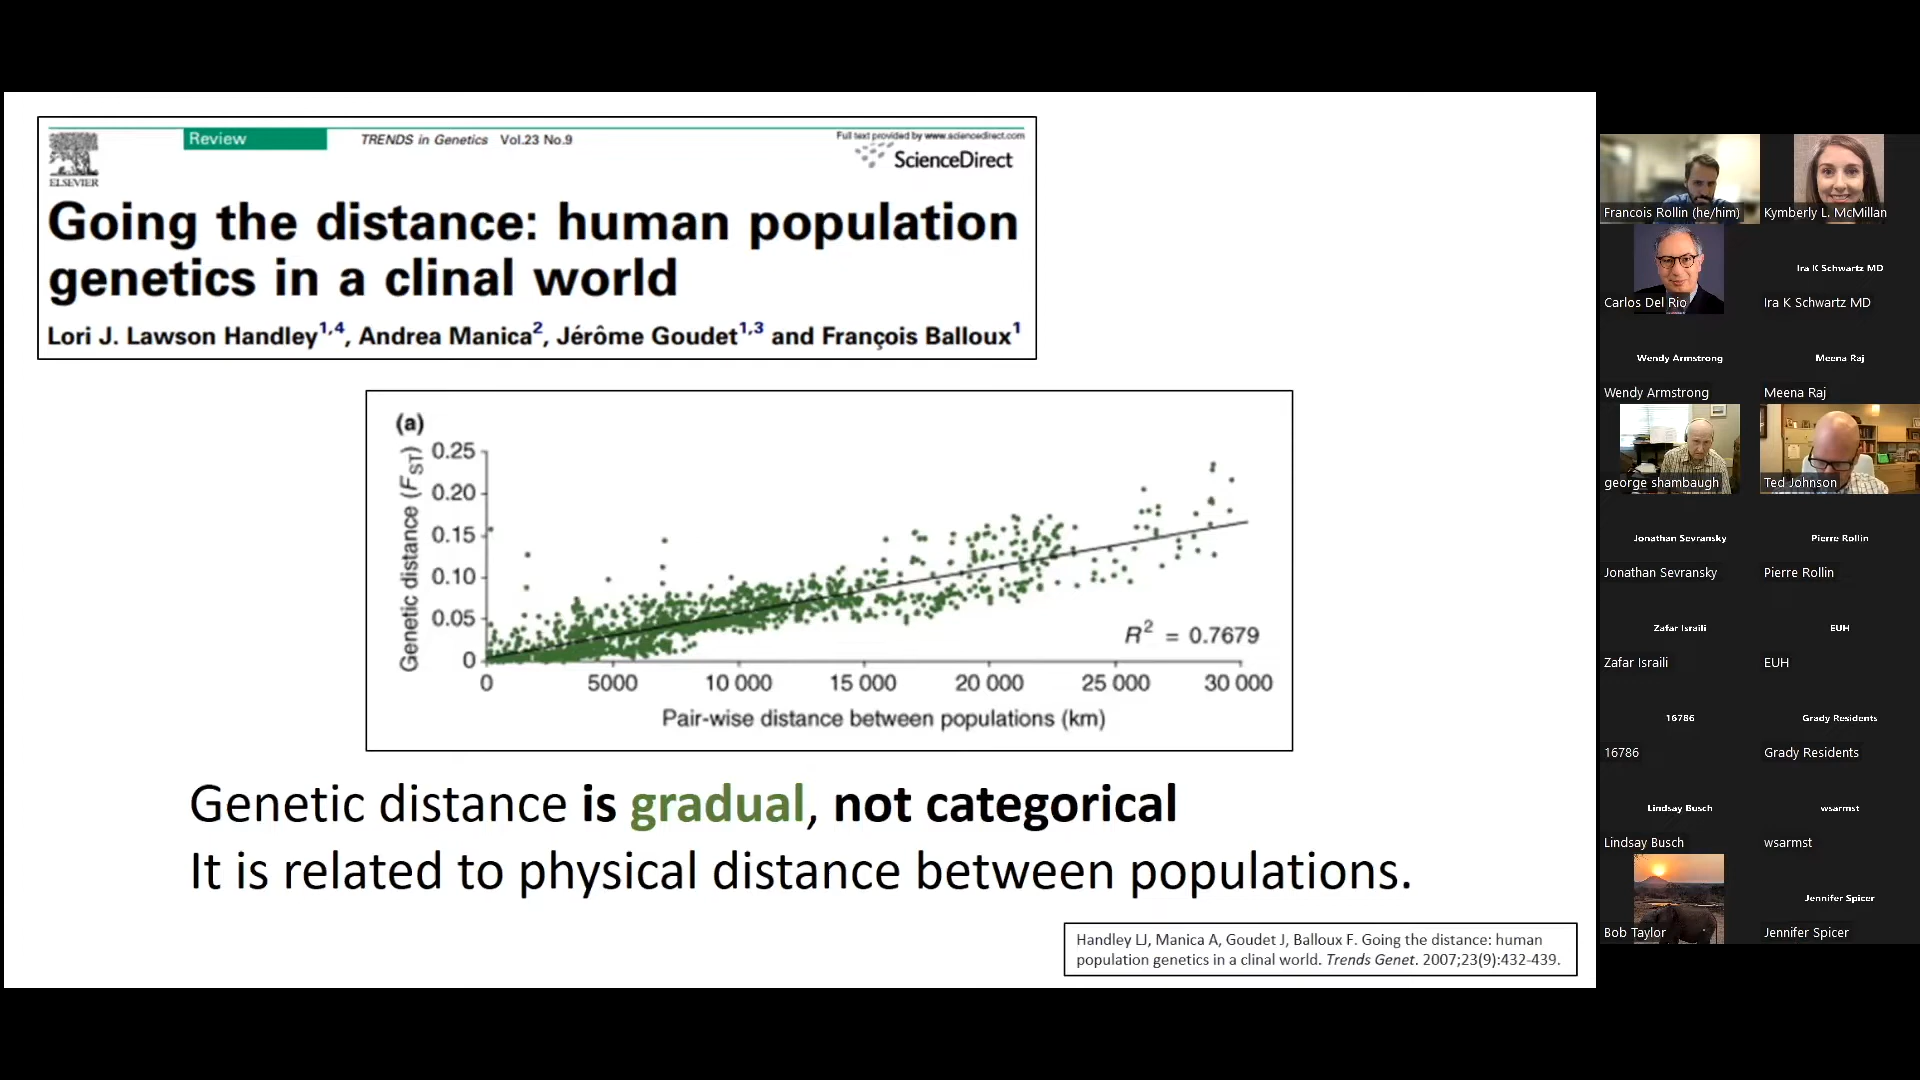 Review
TRENDS in Genetics Vol.23 No.9
Full text provided by www.sciencedirect.com
ELSEVIER
ScienceDirect
Going the distance: human population
genetics in a clinal world
Lori J. Lawson Handley1,4, Andrea Manica2, Jérôme Goudet1,3 and François Balloux1
(a)
Genetic distance (FST)
0.25
0.20
0.15
0.10
0.05
0
R2 = 0.7679
0 5000 10 000 15 000 20 000 25 000 30 000
Pair-wise distance between populations (km)
Genetic distance is gradual, not categorical
It is related to physical distance between populations.
Handley LJ, Manica A, Goudet J, Balloux F. Going the distance: human
population genetics in a clinal world. Trends Genet. 2007;23(9):432-439.
Francois Rollin (he/him)
Kymberly L. McMillan
Carlos Del Rio
Ira K Schwartz MD
Ira K Schwartz MD
Wendy Armstrong
Wendy Armstrong
Meena Raj
Meena Raj
george shambaugh
Ted Johnson
Jonathan Sevransky
Jonathan Sevransky
Pierre Rollin
Pierre Rollin
Zafar Israili
Zafar Israili
EUH
EUH
16786
16786
Grady Residents
Grady Residents
Lindsay Busch
Lindsay Busch
wsarmst
wsarmst
Bob Taylor
Jennifer Spicer
Jennifer Spicer